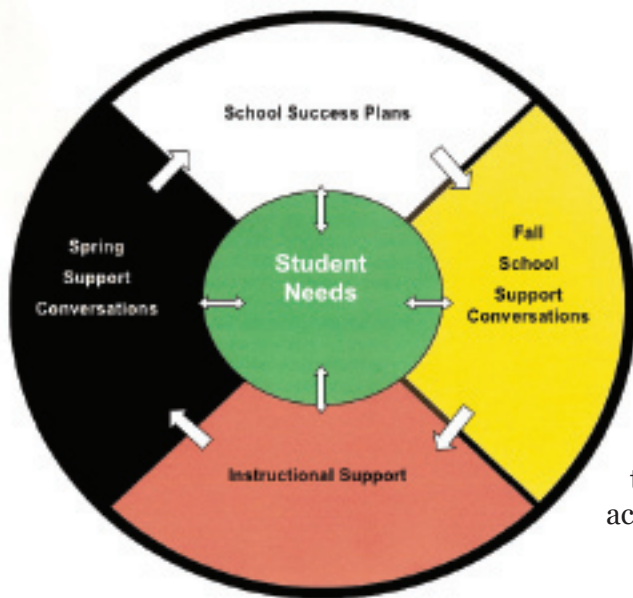 School Success Plans
Fall
School
Support
Conversations
Student
Needs
Spring
Support
Conversations
Instructional Support